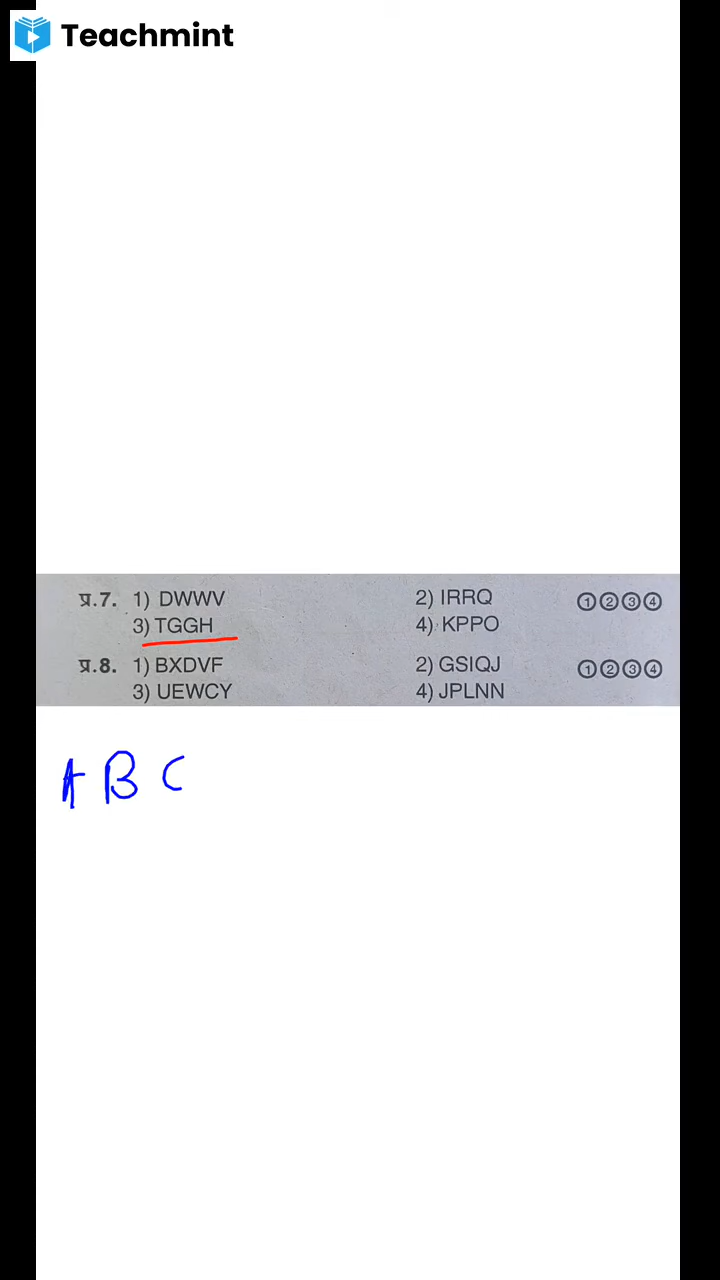 Teachmint
प्र.7. 1) DWWV 2) IRRQ ①②③④
3) TGGH 4) KPPO
प्र.8. 1) BXDVF 2) GSIQJ ①②③④
3) UEWCY 4) JPLNN
A B C